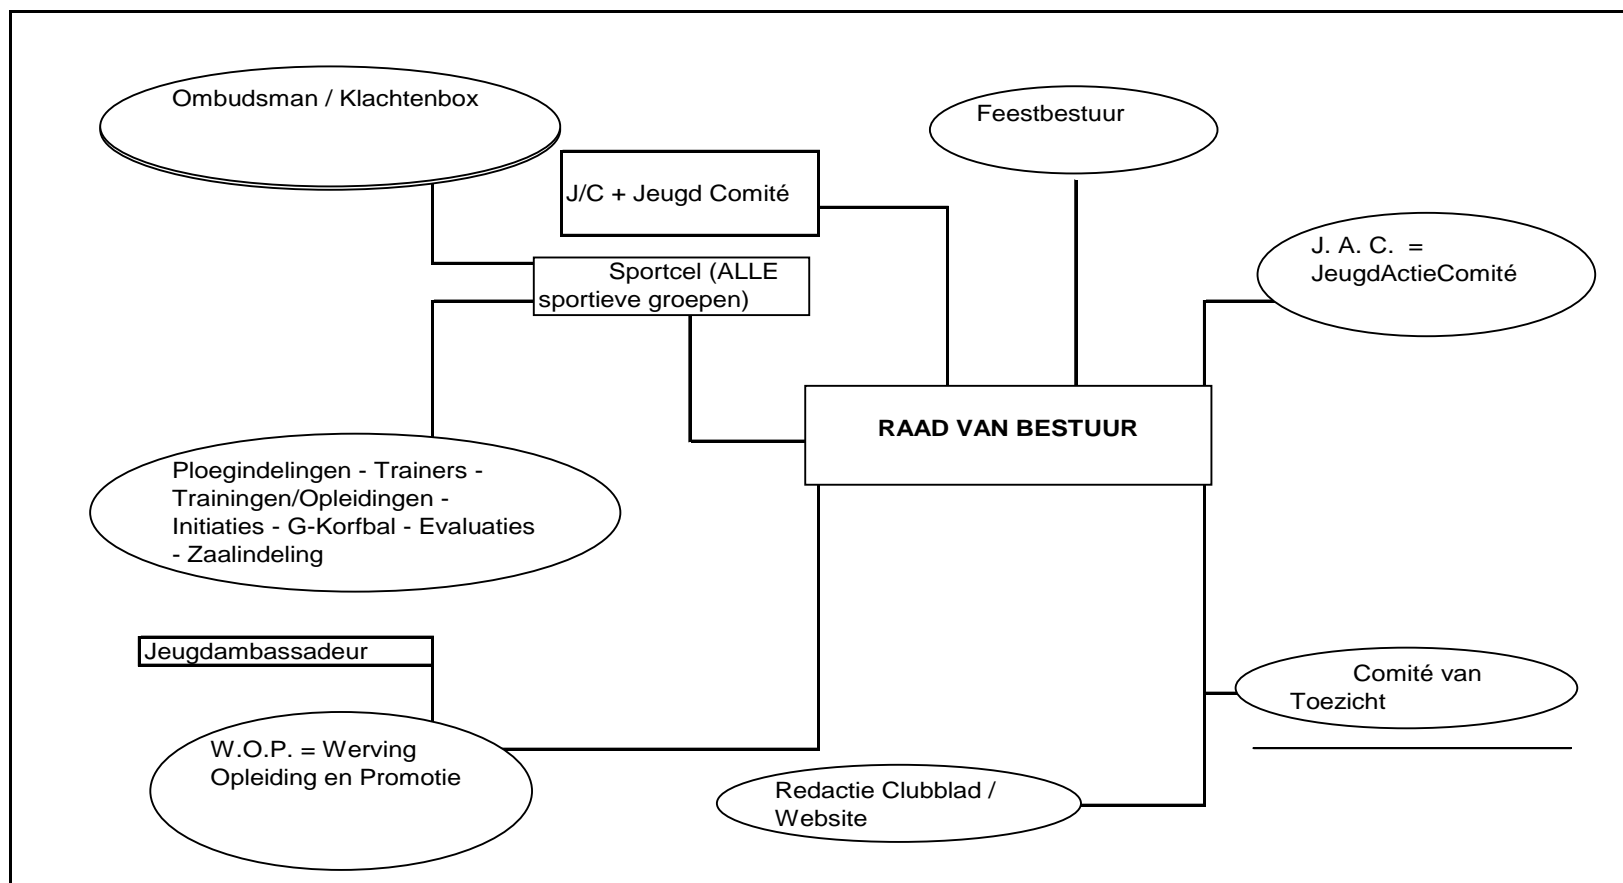 Ombudsman / Klachtenbox
Feestbestuur
J/C + Jeugd Comité
J. A. C. =
JeugdActieComité
Sportcel (ALLE
sportieve groepen)
RAAD VAN BESTUUR
Ploegindelingen - Trainers -
Trainingen/Opleidingen -
Initiaties - G-Korfbal - Evaluaties
- Zaalindeling
Jeugdambassadeur
Comité van
Toezicht
W.O.P. = Werving
Opleiding en Promotie
Redactie Clubblad /
Website